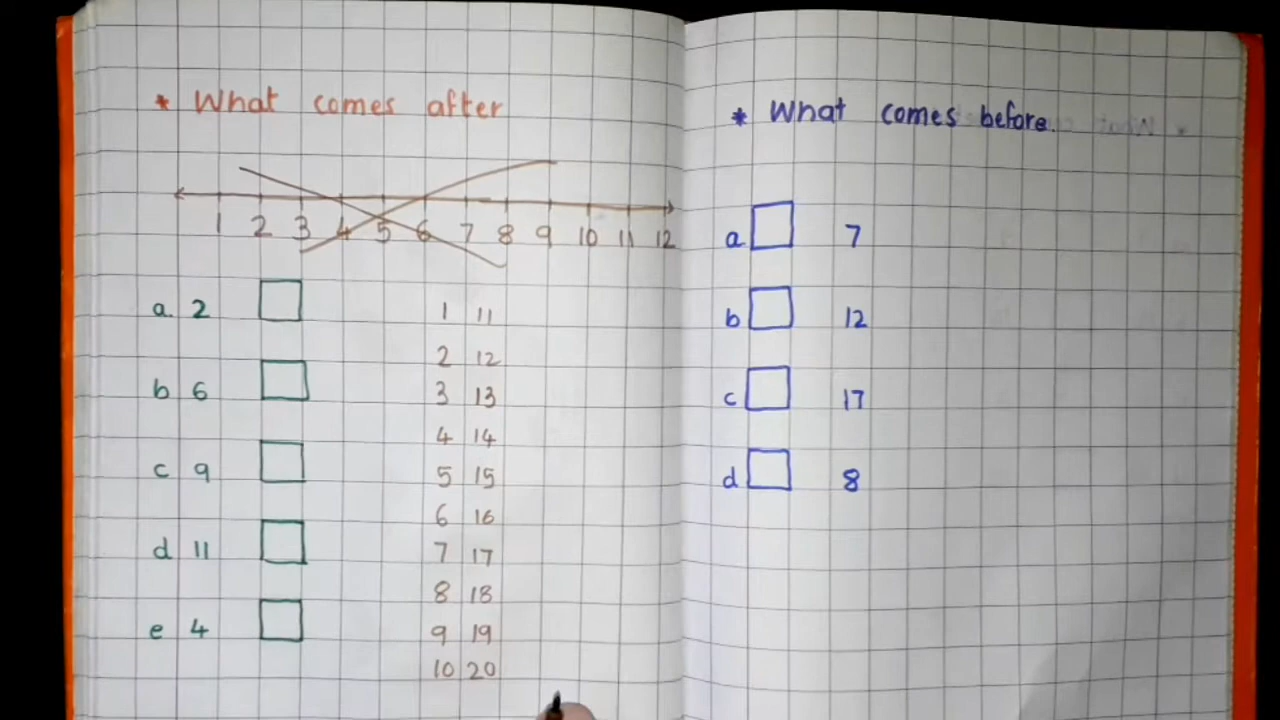 * What comes after
1 2 3 4 5 6 7 8 9 10 11 12
a 2
b 6
c 9
d 11
e 4
1 11
2 12
3 13
4 14
5 15
6 16
7 17
8 18
9 19
10 20
* What comes before.
a 7
b 12
c 17
d 8